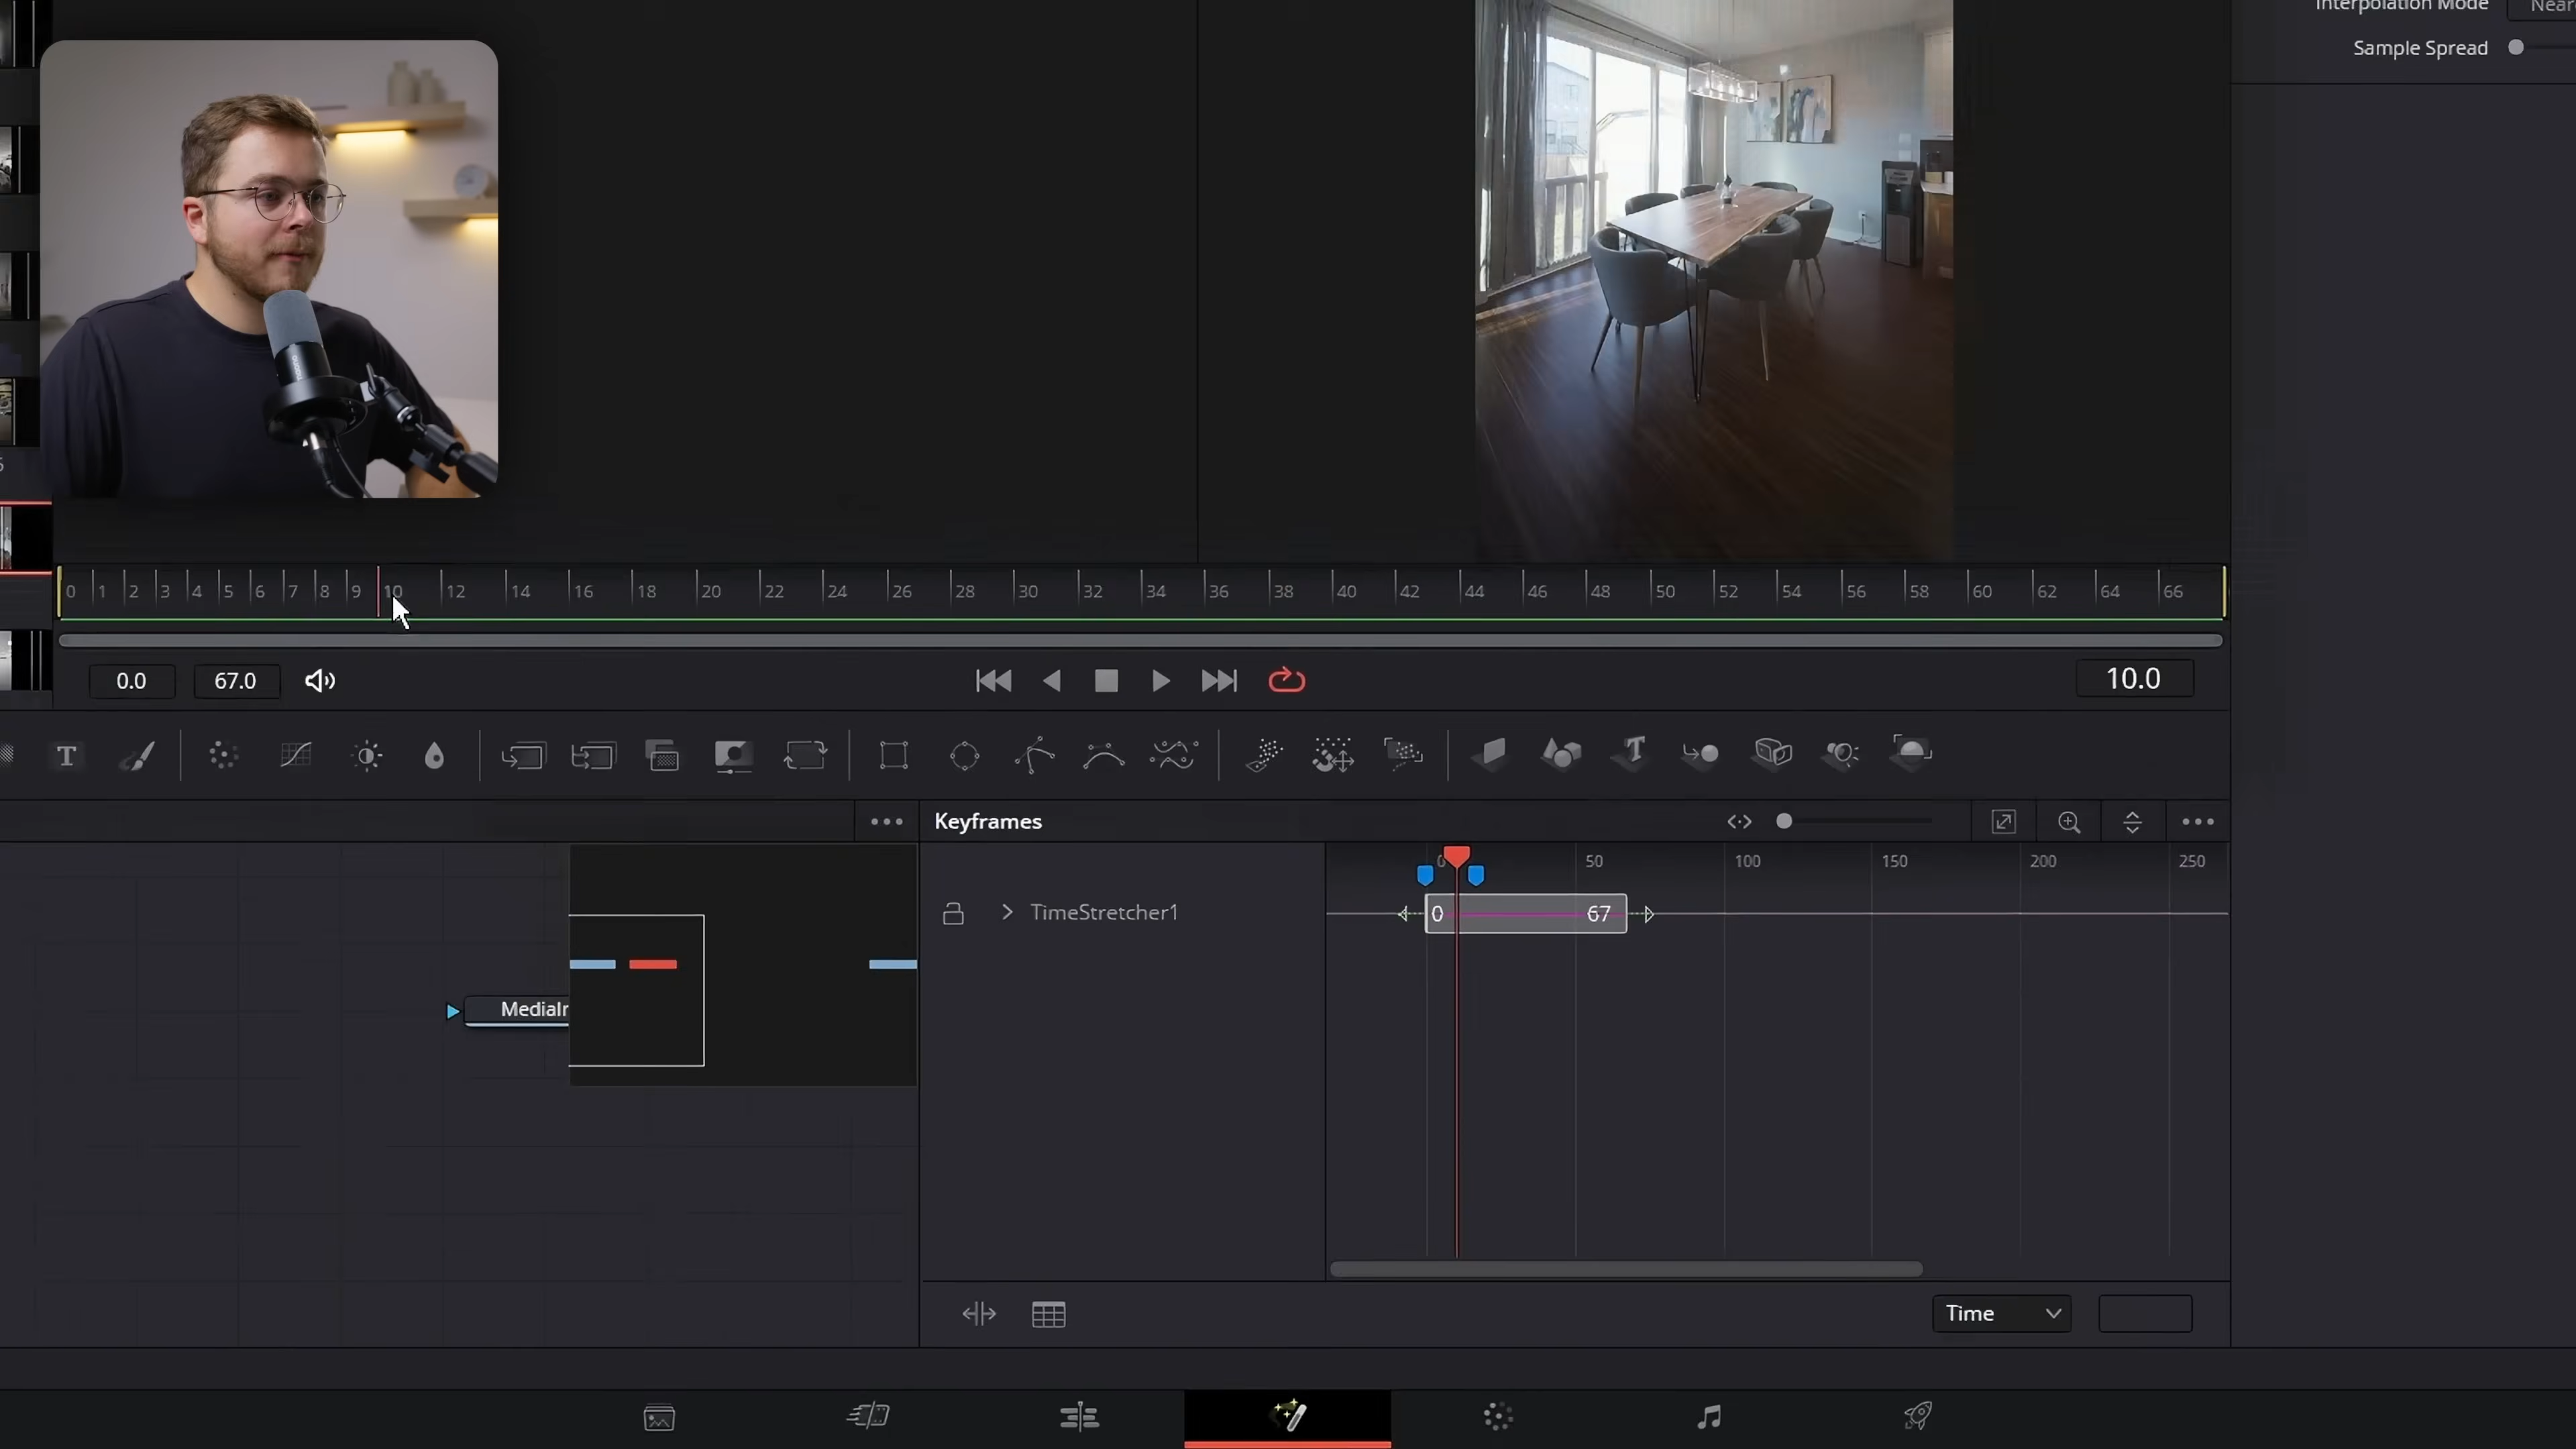 Interpolation Mode
Near
Sample Spread
0 1 2 3 4 5 6 7 8 9 10 12 14 16 18 20 22 24 26 28 30 32 34 36 38 40 42 44 46 48 50 52 54 56 58 60 62 64 66
0.0
67.0
10.0
T
Keyframes
0 50 100 150 200 250
TimeStretcher1
0
67
MediaI
Time